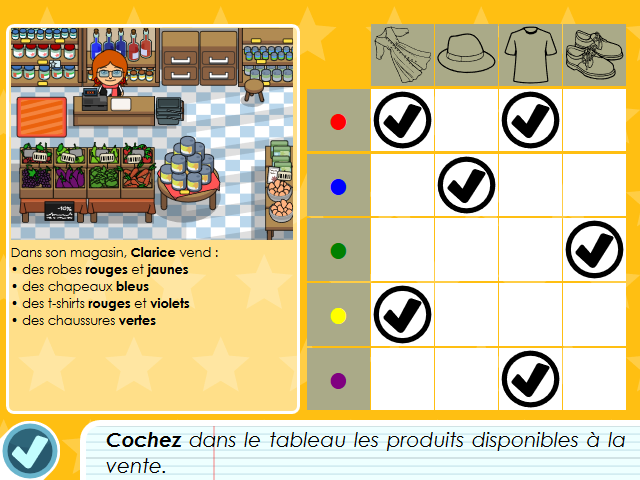 -10%
Dans son magasin, Clarice vend :
• des robes rouges et jaunes
• des chapeaux bleus
• des t-shirts rouges et violets
• des chaussures vertes
Cochez dans le tableau les produits disponibles à la
vente.